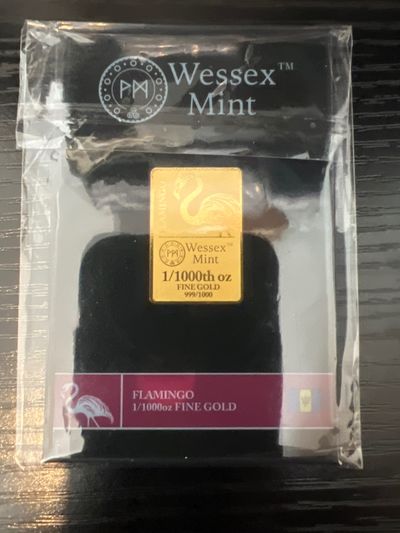 Wessex™
Mint
FLAMINGO
Wessex™
Mint
1/1000th oz
FINE GOLD
999/1000
FLAMINGO
1/1000oz FINE GOLD